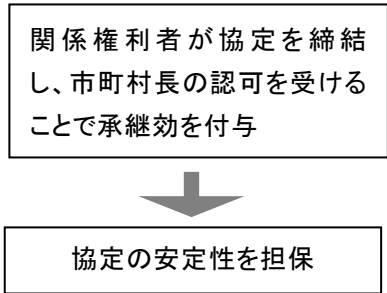 関係権利者が協定を締結
し、市町村長の認可を受ける
ことで承継効を付与
協定の安定性を担保